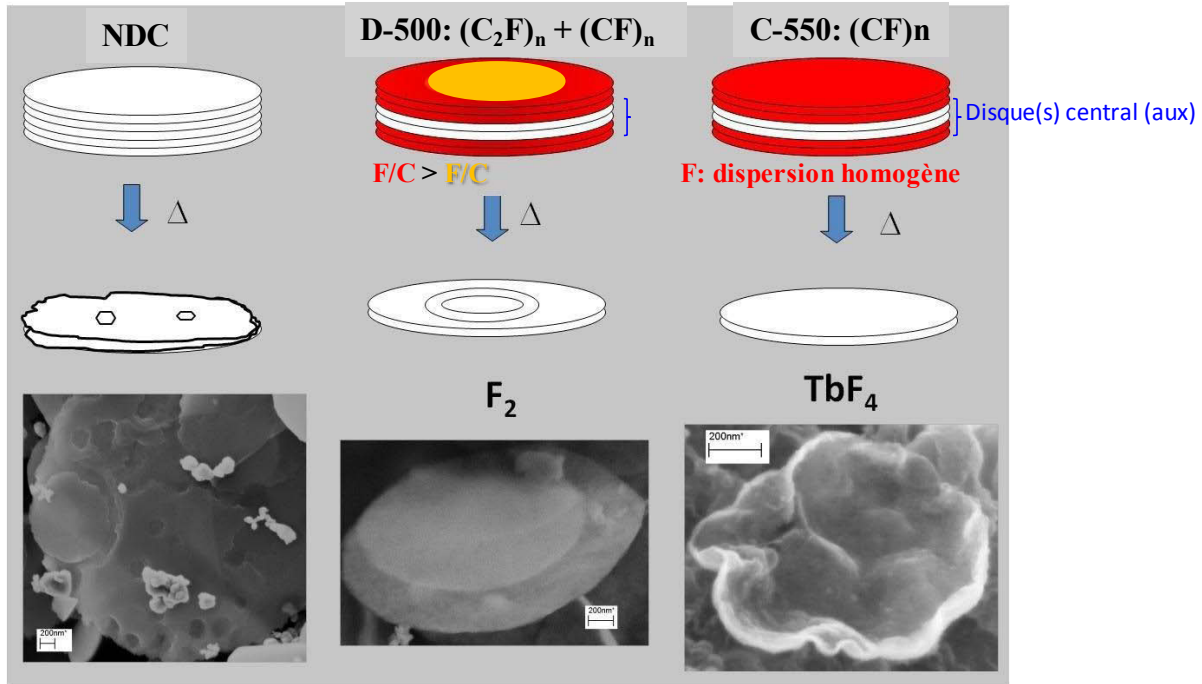 NDC
D-500: (C₂F)ₙ + (CF)ₙ
C-550: (CF)n
Disque(s) central (aux)
F/C > F/C
F: dispersion homogène
Δ
Δ
Δ
F₂
TbF₄
200nm*
200nm*
200nm*